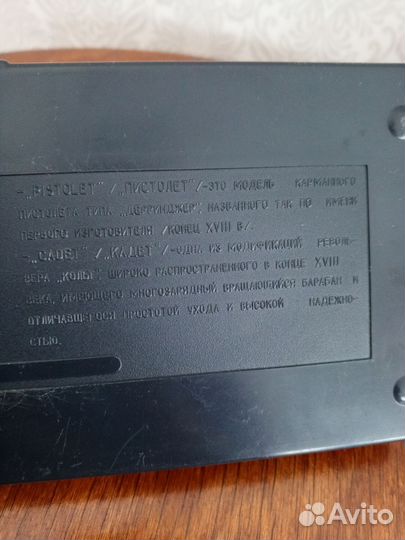 -„PISTOLET"/„ПИСТОЛЕТ"/-ЭТО МОДЕЛЬ КАРМАННОГО
ПИСТОЛЕТА ТИПА „ДЕРРИНДЖЕР", НАЗВАННОГО ТАК ПО ИМЕНИ
ПЕРВОГО ИЗГОТОВИТЕЛЯ /КОНЕЦ XVIII В/.
-„CADET"/„КАДЕТ"/-ОДНА ИЗ МОДИФИКАЦИЙ РЕВОЛЬ-
ВЕРА „КОЛЬТ", ШИРОКО РАСПРОСТРАНЕННОГО В КОНЦЕ XVIII
ВЕКА, ИМЕЮЩЕГО МНОГОЗАРЯДНЫЙ ВРАЩАЮЩИЙСЯ БАРАБАН И
ОТЛИЧАВШЕГОСЯ ПРОСТОТОЙ УХОДА И ВЫСОКОЙ НАДЕЖНО-
СТЬЮ.
Avito